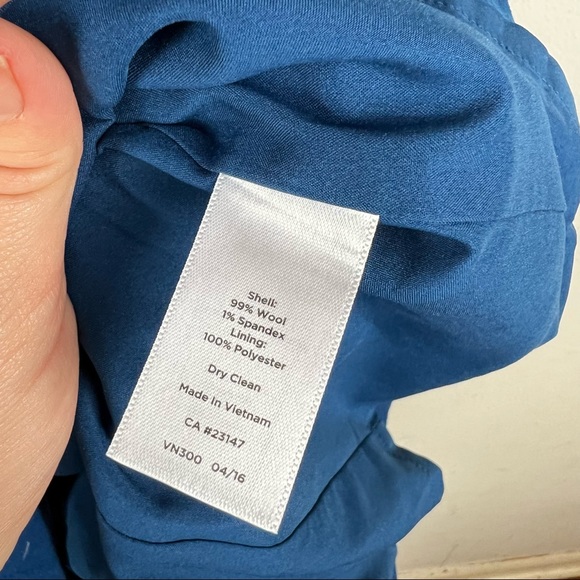 Shell:
99% Wool
1% Spandex
Lining:
100% Polyester
Dry Clean
Made in Vietnam
CA #23147
VN300 04/16